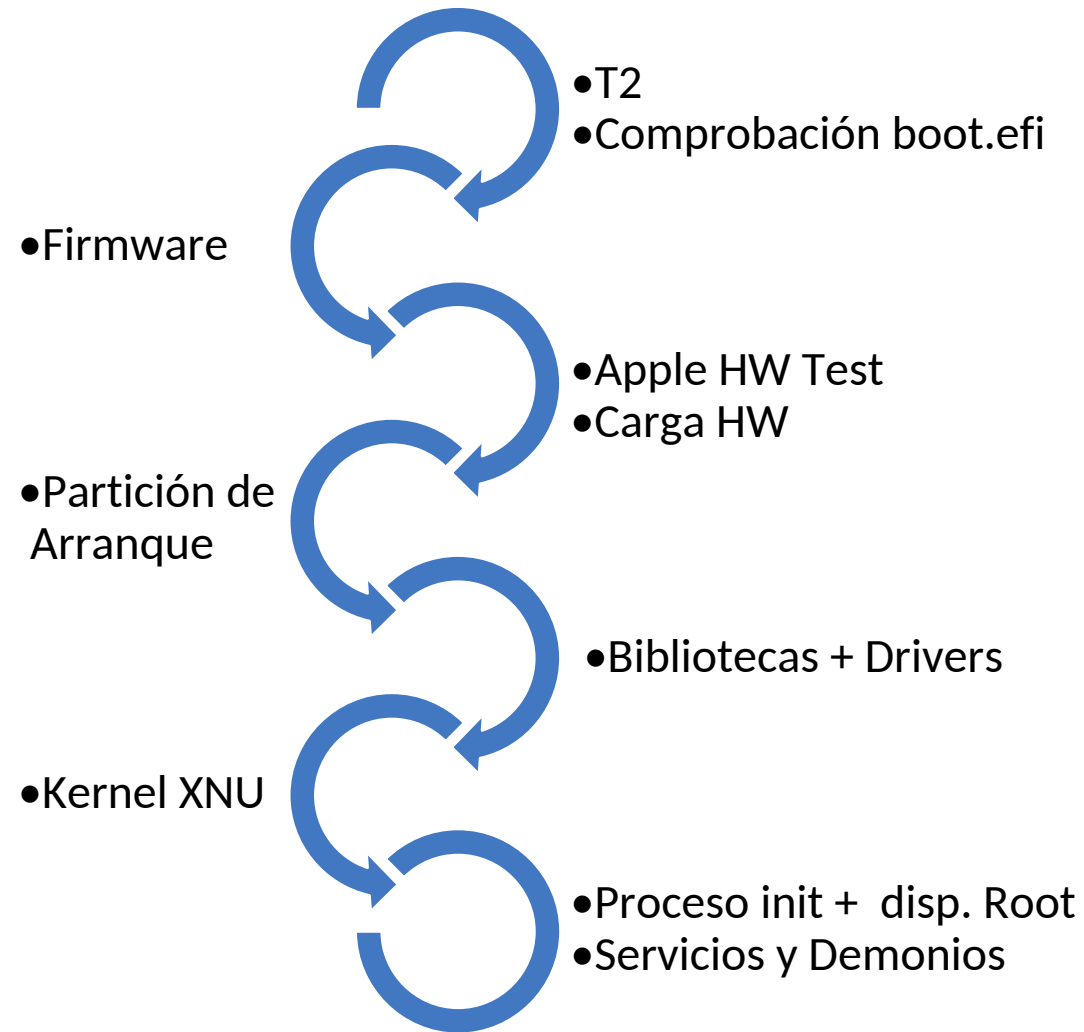 •T2
•Comprobación boot.efi
•Firmware
•Apple HW Test
•Carga HW
•Partición de
Arranque
•Bibliotecas + Drivers
•Kernel XNU
•Proceso init + disp. Root
•Servicios y Demonios